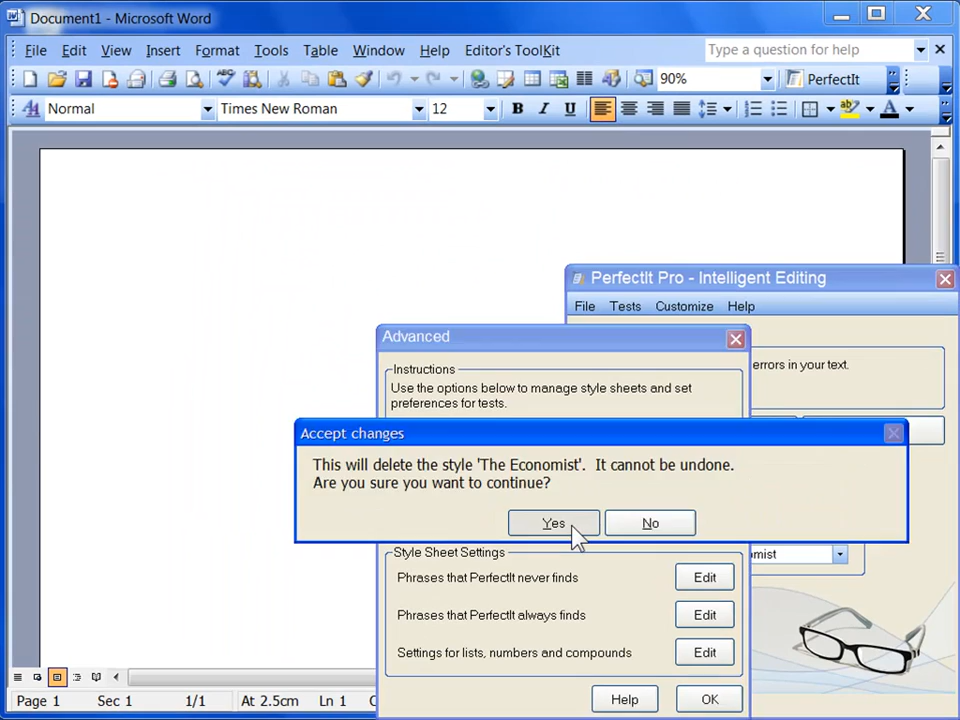 Document1 - Microsoft Word
File Edit View Insert Format Tools Table Window Help Editor's ToolKit Type a question for help
90% PerfectIt
Normal Times New Roman 12 B I U A
PerfectIt Pro - Intelligent Editing
File Tests Customize Help
Advanced
Instructions
errors in your text.
Use the options below to manage style sheets and set
preferences for tests.
Accept changes
This will delete the style 'The Economist'. It cannot be undone.
Are you sure you want to continue?
Yes No
Style Sheet Settings
mist
Phrases that PerfectIt never finds Edit
Phrases that PerfectIt always finds Edit
Settings for lists, numbers and compounds Edit
Help OK
Page 1 Sec 1 1/1 At 2.5cm Ln 1 C